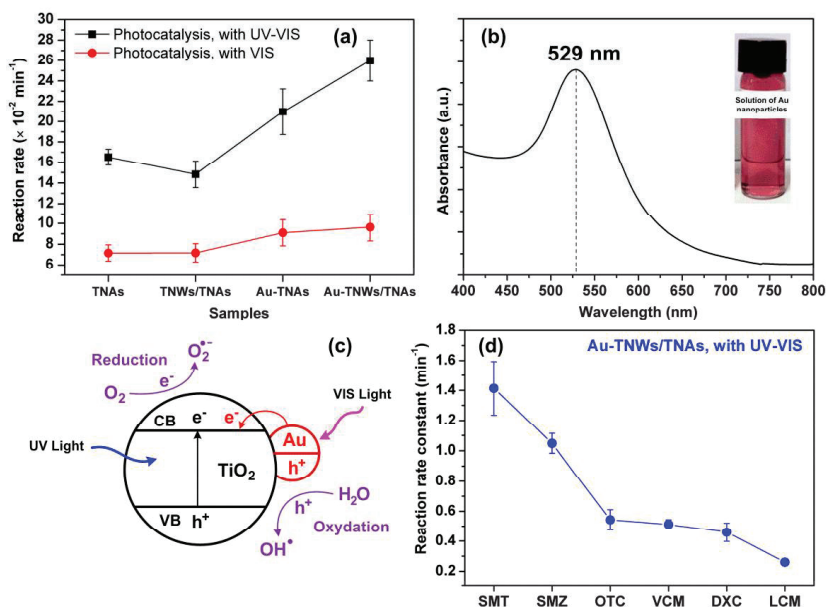 (a)
Photocatalysis, with UV-VIS
Photocatalysis, with VIS
Reaction rate (× 10⁻² min⁻¹)
28
26
24
22
20
18
16
14
12
10
8
6
TNAs
TNWs/TNAs
Au-TNAs
Au-TNWs/TNAs
Samples
(b)
529 nm
Solution of Au
nanoparticles
Absorbance (a.u.)
400
450
500
550
600
650
700
750
800
Wavelength (nm)
(c)
Reduction
O₂
e⁻
O₂•⁻
CB
e⁻
e⁻
VIS Light
UV Light
Au
h⁺
TiO₂
VB
h⁺
h⁺
H₂O
Oxydation
OH•
(d)
Au-TNWs/TNAs, with UV-VIS
Reaction rate constant (min⁻¹)
1.8
1.6
1.4
1.2
1.0
0.8
0.6
0.4
0.2
SMT
SMZ
OTC
VCM
DXC
LCM